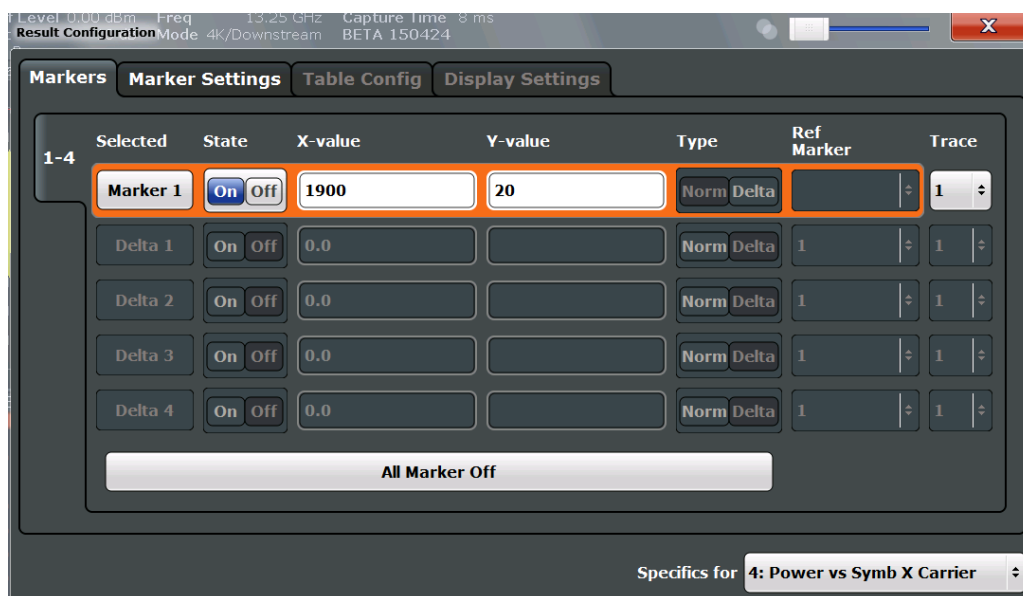 Level 0.00 dBm Freq 13.25 GHz Capture Time 8 ms
Result Configuration Mode 4K/Downstream BETA 150424
X
Markers Marker Settings Table Config Display Settings
1-4
Selected State X-value Y-value Type Ref Marker Trace
Marker 1 On Off 1900 20 Norm Delta 1
Delta 1 On Off 0.0 Norm Delta 1 1
Delta 2 On Off 0.0 Norm Delta 1 1
Delta 3 On Off 0.0 Norm Delta 1 1
Delta 4 On Off 0.0 Norm Delta 1 1
All Marker Off
Specifics for 4: Power vs Symb X Carrier